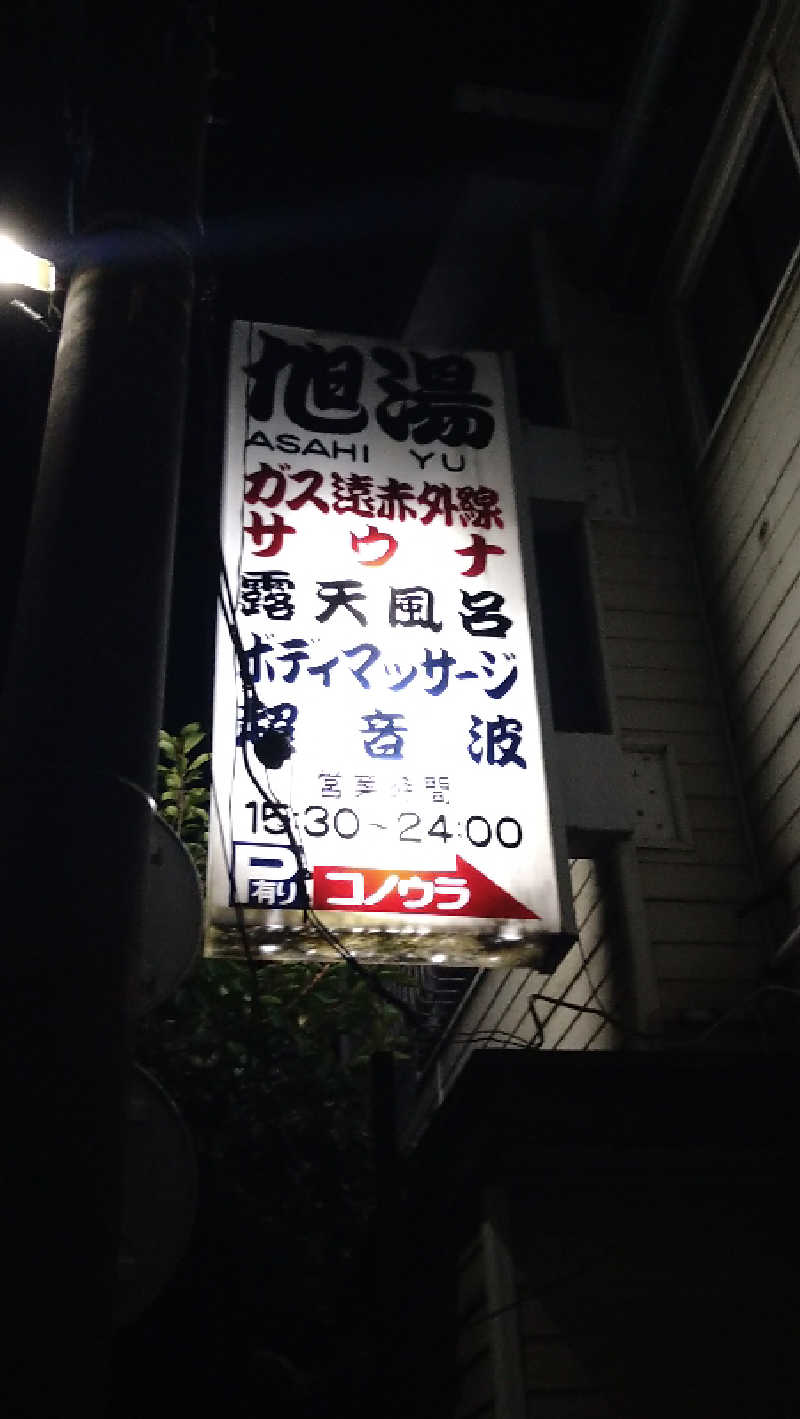 旭湯
ASAHI YU
ガス遠赤外線
サウナ
露天風呂
ボディマッサージ
超音波
営業時間
15:30~24:00
P有り
コノウラ